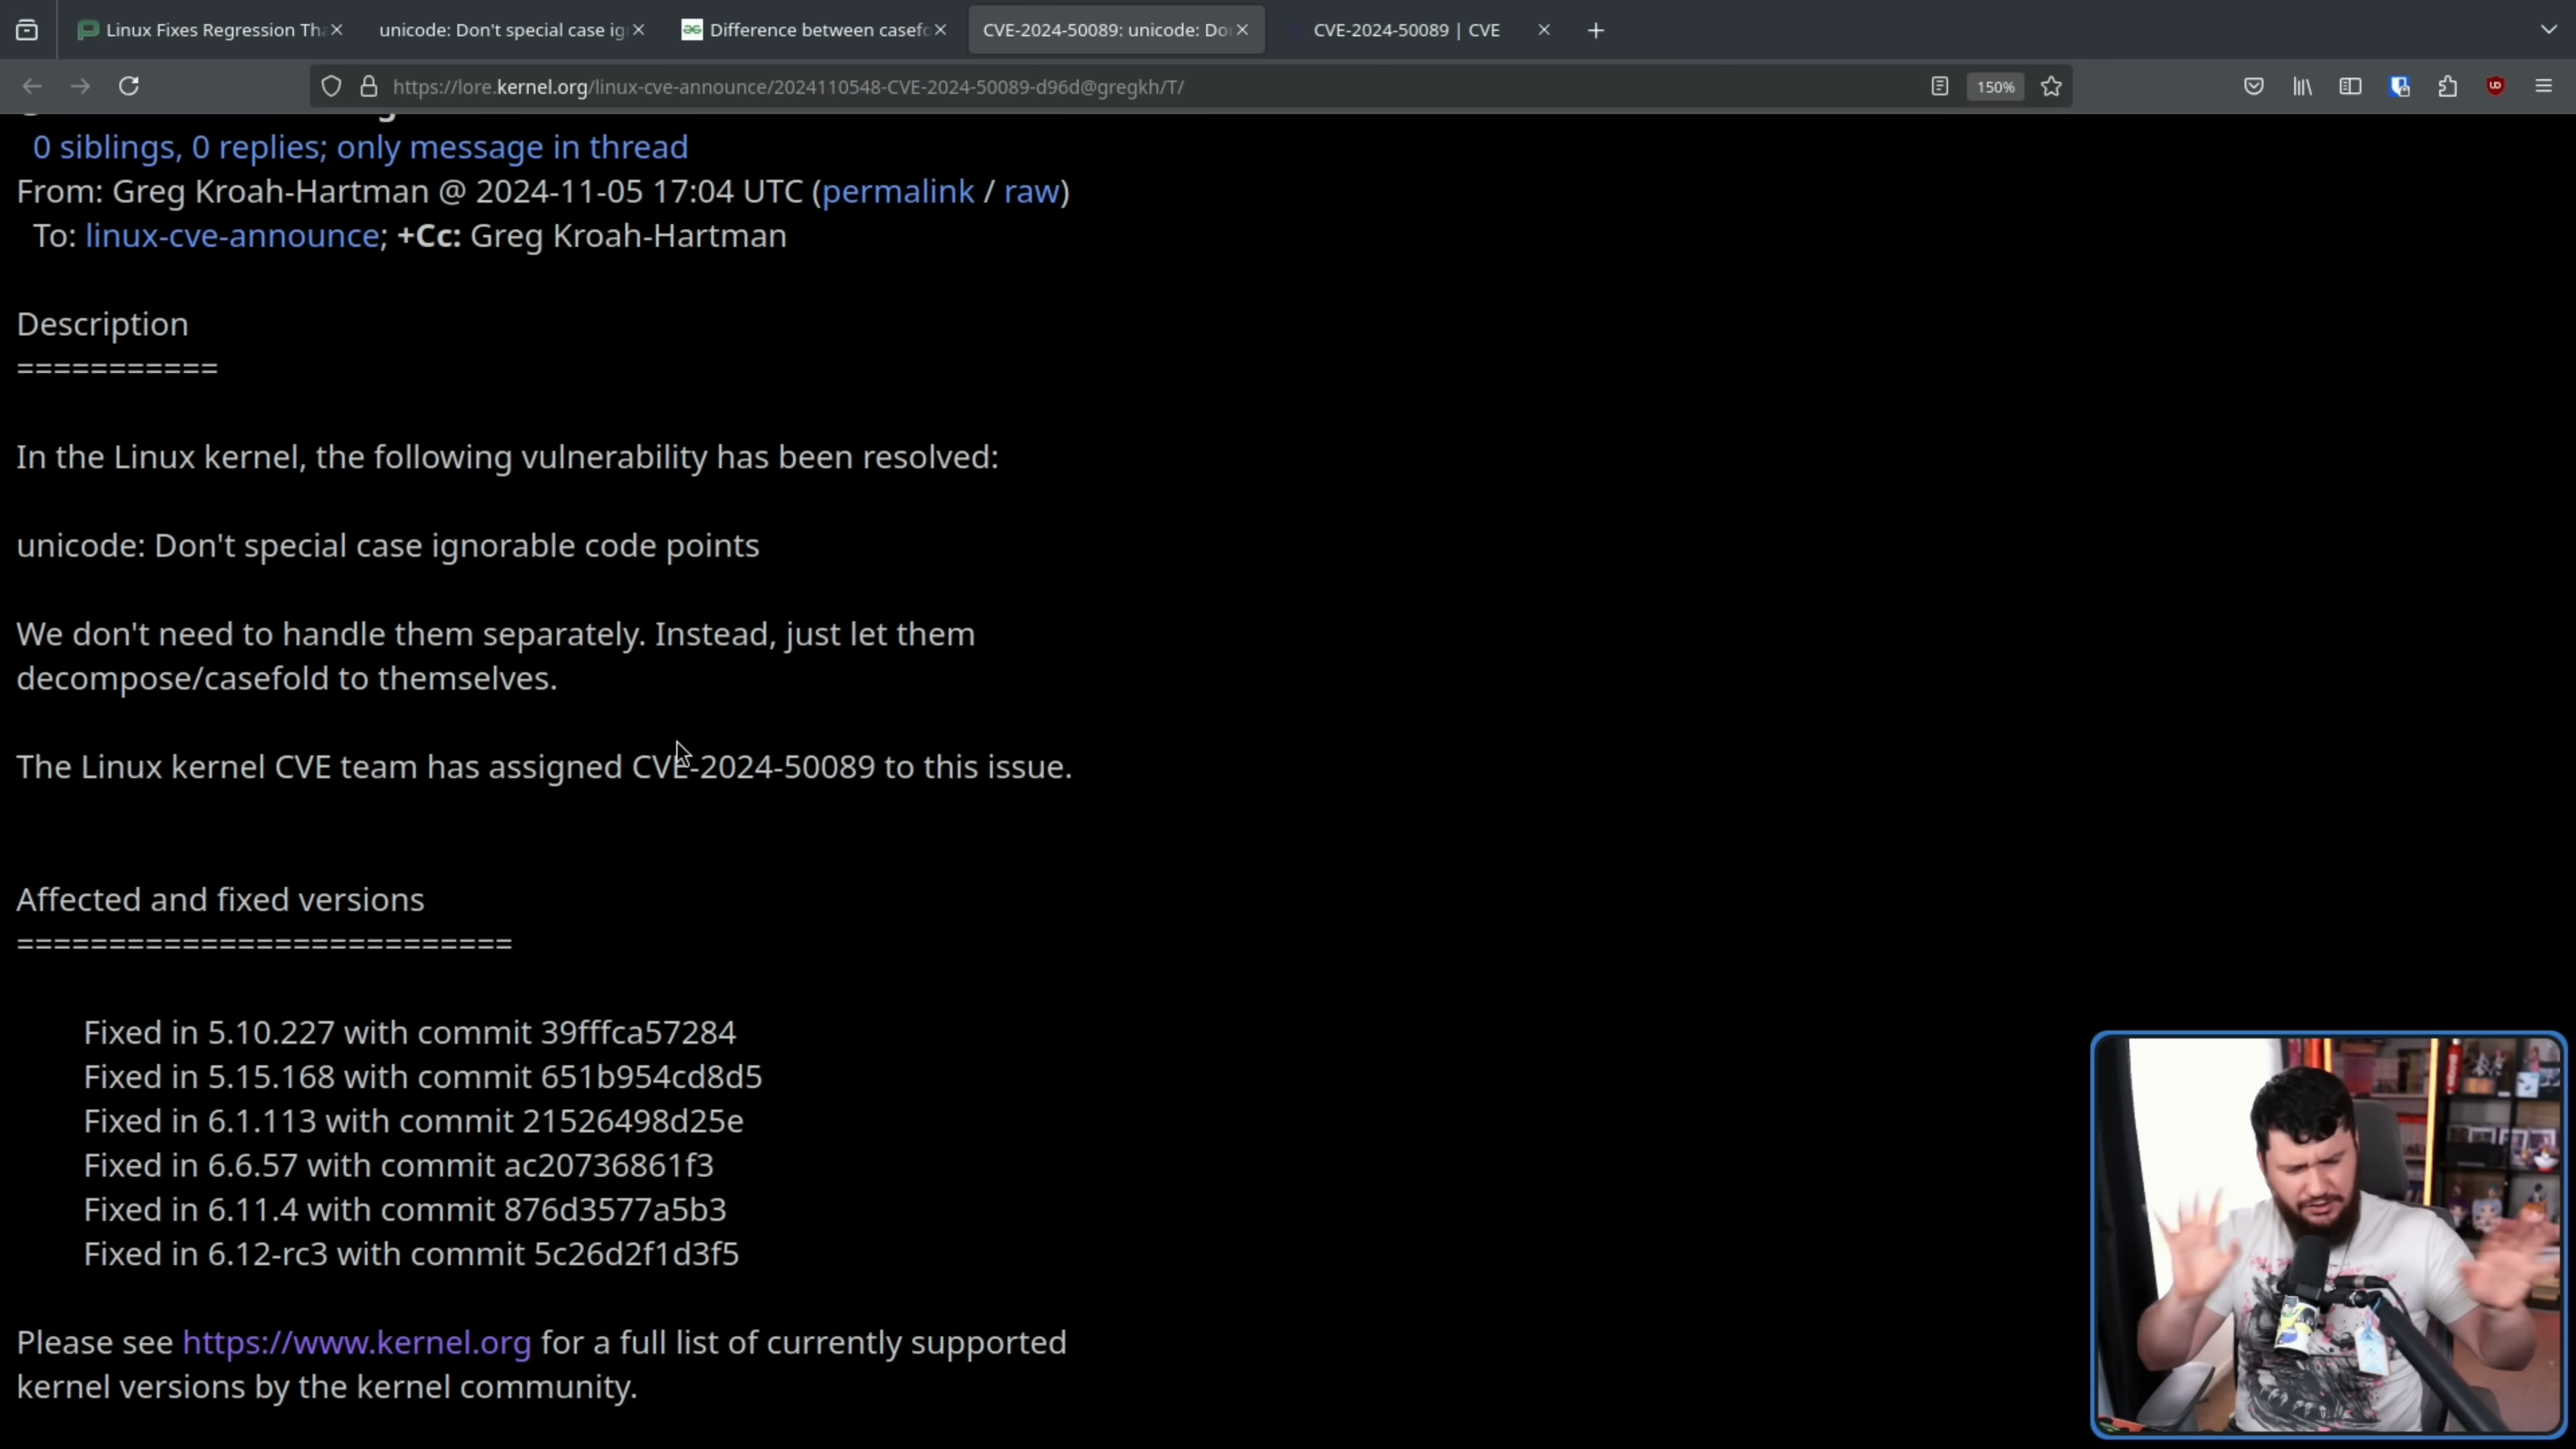 Linux Fixes Regression Tha
unicode: Don't special case ig
Difference between casefo
CVE-2024-50089: unicode: Do
CVE-2024-50089 | CVE
https://lore.kernel.org/linux-cve-announce/2024110548-CVE-2024-50089-d96d@gregkh/T/
150%
0 siblings, 0 replies; only message in thread
From: Greg Kroah-Hartman @ 2024-11-05 17:04 UTC (permalink / raw)
To: linux-cve-announce; +Cc: Greg Kroah-Hartman
Description
===========
In the Linux kernel, the following vulnerability has been resolved:
unicode: Don't special case ignorable code points
We don't need to handle them separately. Instead, just let them
decompose/casefold to themselves.
The Linux kernel CVE team has assigned CVE-2024-50089 to this issue.
Affected and fixed versions
===========================
Fixed in 5.10.227 with commit 39fffca57284
Fixed in 5.15.168 with commit 651b954cd8d5
Fixed in 6.1.113 with commit 21526498d25e
Fixed in 6.6.57 with commit ac20736861f3
Fixed in 6.11.4 with commit 876d3577a5b3
Fixed in 6.12-rc3 with commit 5c26d2f1d3f5
Please see https://www.kernel.org for a full list of currently supported
kernel versions by the kernel community.